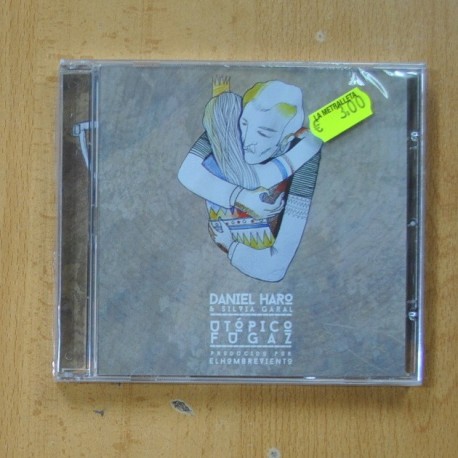 LA METRALLETA
€ 3,00
DANIEL HARO
& SILVIA GARAL
UTÓPICO
FUGAZ
PRODUCIDO POR
ELHOMBREVIENTO